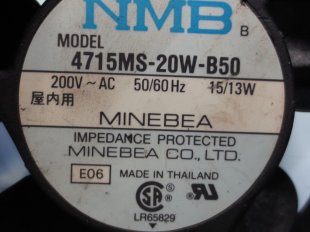 NMB B
MODEL
4715MS-20W-B50
200V~AC 50/60Hz 15/13W
屋内用
MINEBEA
IMPEDANCE PROTECTED
MINEBEA CO., LTD.
E06 MADE IN THAILAND
LR65829